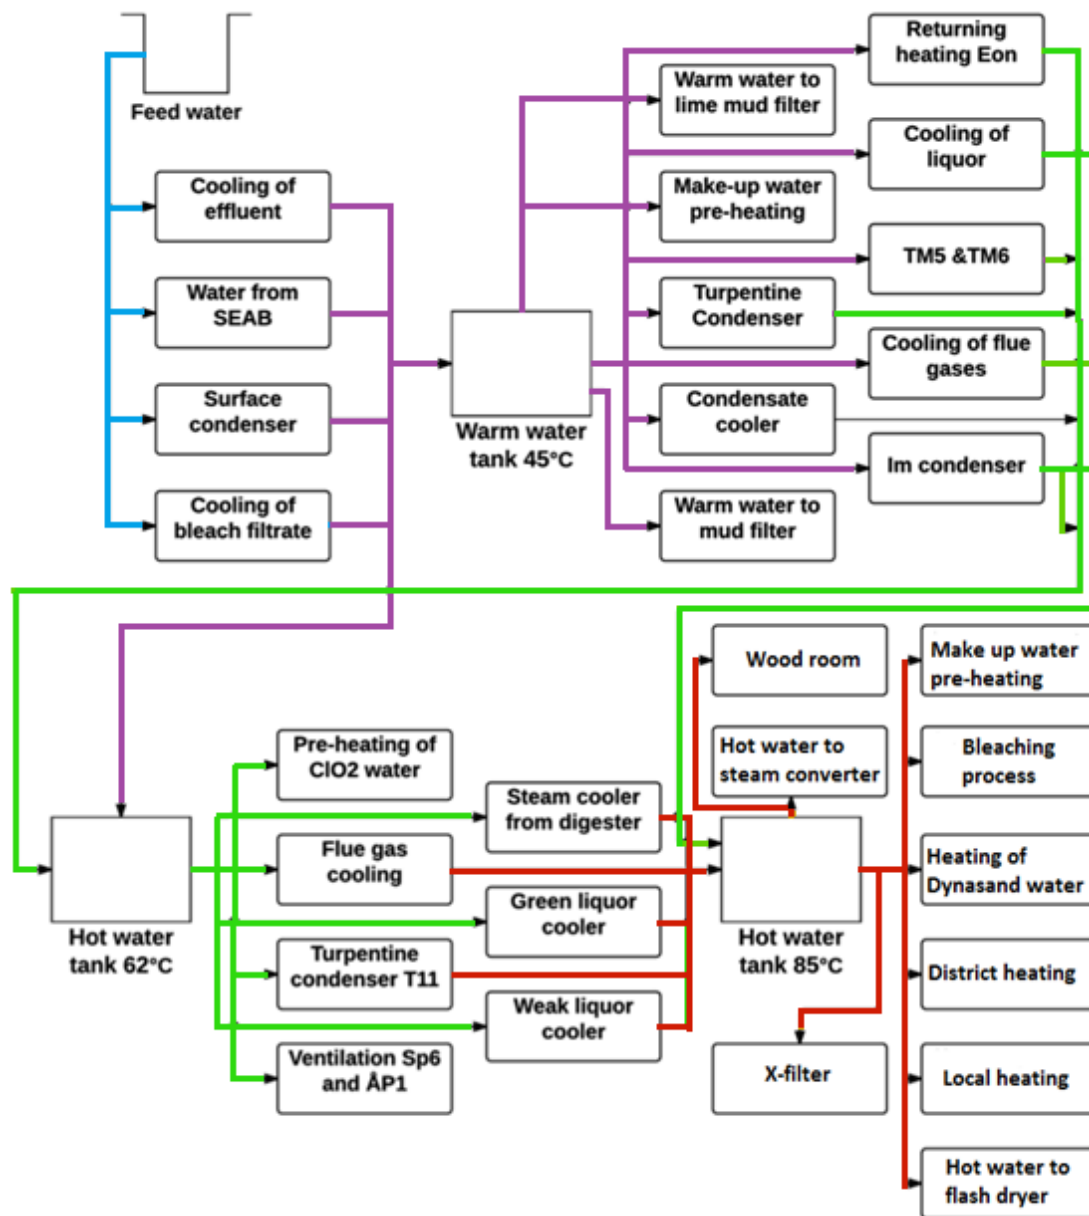 Feed water
Cooling of
effluent
Water from
SEAB
Surface
condenser
Cooling of
bleach filtrate
Warm water
tank 45°C
Warm water to
lime mud filter
Make-up water
pre-heating
Turpentine
Condenser
Condensate
cooler
Warm water to
mud filter
Returning
heating Eon
Cooling of
liquor
TM5 &TM6
Cooling of flue
gases
Im condenser
Hot water
tank 62°C
Pre-heating of
ClO2 water
Flue gas
cooling
Turpentine
condenser T11
Ventilation Sp6
and ÅP1
Steam cooler
from digester
Green liquor
cooler
Weak liquor
cooler
Wood room
Hot water to
steam converter
Hot water
tank 85°C
X-filter
Make up water
pre-heating
Bleaching
process
Heating of
Dynasand water
District heating
Local heating
Hot water to
flash dryer